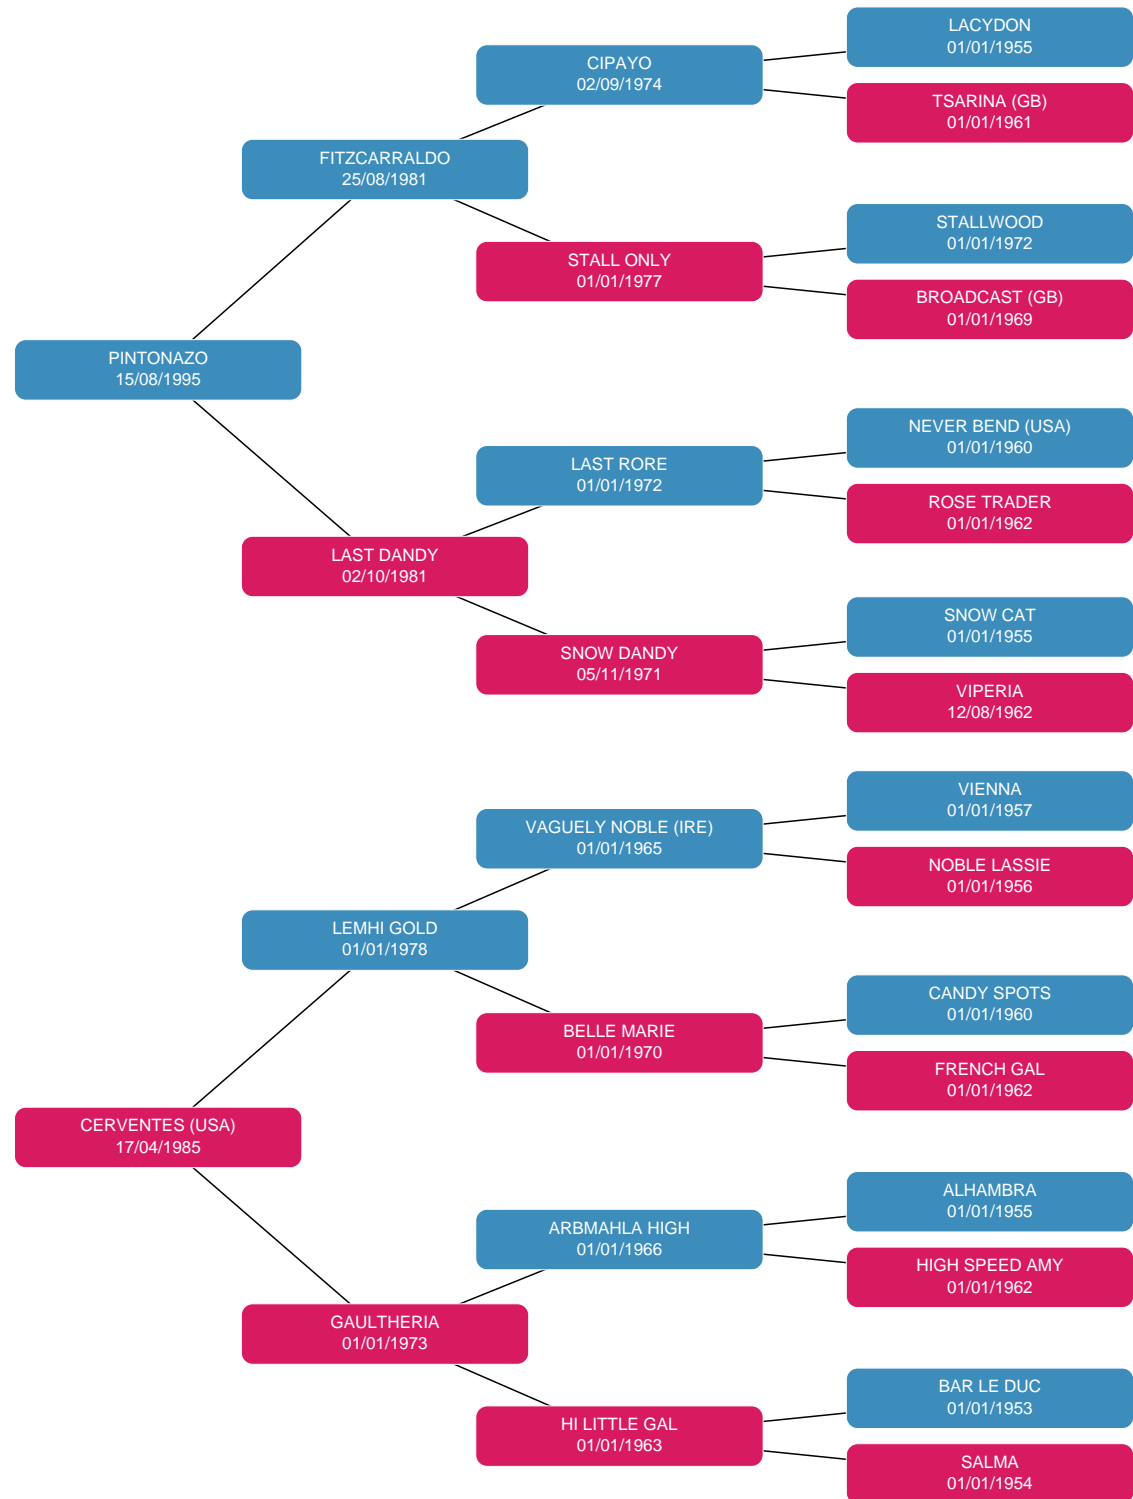 LACYDON
01/01/1955
CIPAYO
02/09/1974
TSARINA (GB)
01/01/1961
FITZCARRALDO
25/08/1981
STALLWOOD
01/01/1972
STALL ONLY
01/01/1977
BROADCAST (GB)
01/01/1969
PINTONAZO
15/08/1995
NEVER BEND (USA)
01/01/1960
LAST RORE
01/01/1972
ROSE TRADER
01/01/1962
LAST DANDY
02/10/1981
SNOW CAT
01/01/1955
SNOW DANDY
05/11/1971
VIPERIA
12/08/1962
VIENNA
01/01/1957
VAGUELY NOBLE (IRE)
01/01/1965
NOBLE LASSIE
01/01/1956
LEMHI GOLD
01/01/1978
CANDY SPOTS
01/01/1960
BELLE MARIE
01/01/1970
FRENCH GAL
01/01/1962
CERVENTES (USA)
17/04/1985
ALHAMBRA
01/01/1955
ARBMAHLA HIGH
01/01/1966
HIGH SPEED AMY
01/01/1962
GAULTHERIA
01/01/1973
BAR LE DUC
01/01/1953
HI LITTLE GAL
01/01/1963
SALMA
01/01/1954